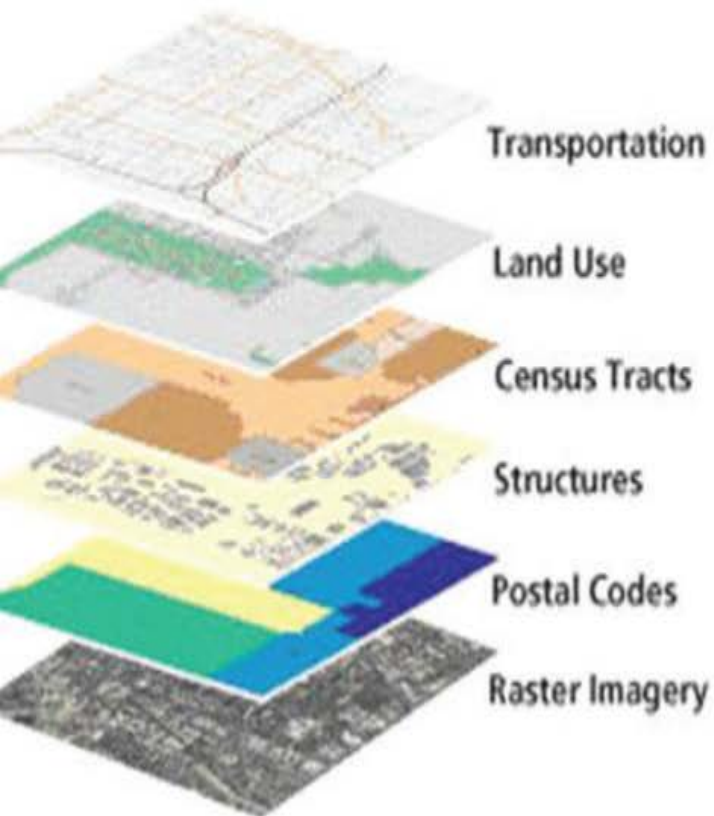 Transportation
Land Use
Census Tracts
Structures
Postal Codes
Raster Imagery